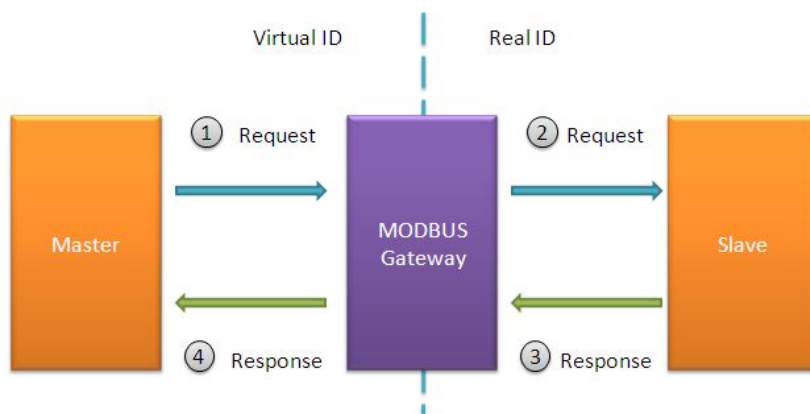 Virtual ID
Real ID
1 Request
2 Request
Master
MODBUS
Gateway
Slave
4 Response
3 Response